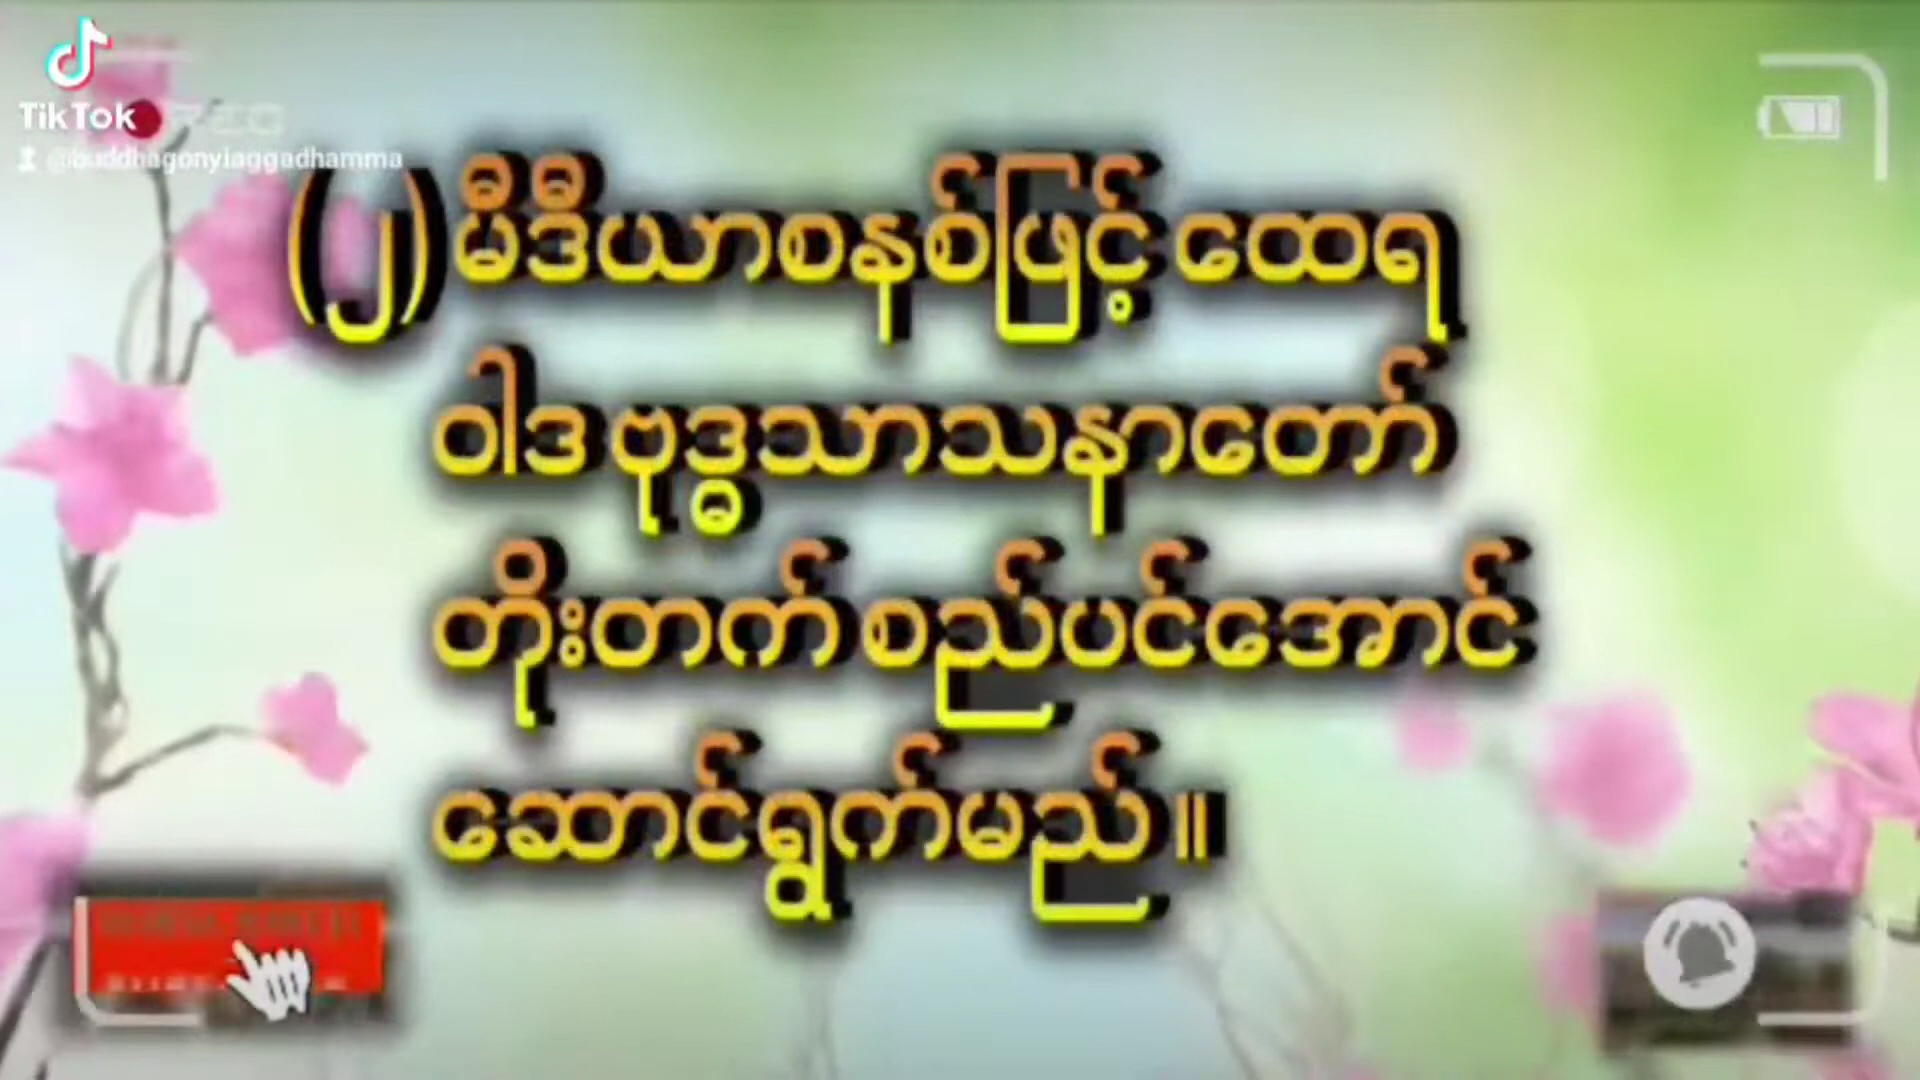 TikTok
@buddhagonyiaggadhamma
(၂) မီဒီယာစနစ်ဖြင့် ထေရ
ဝါဒ ဗုဒ္ဓသာသနာတော်
တိုးတက် စည်ပင်အောင်
ဆောင်ရွက်မည် ။